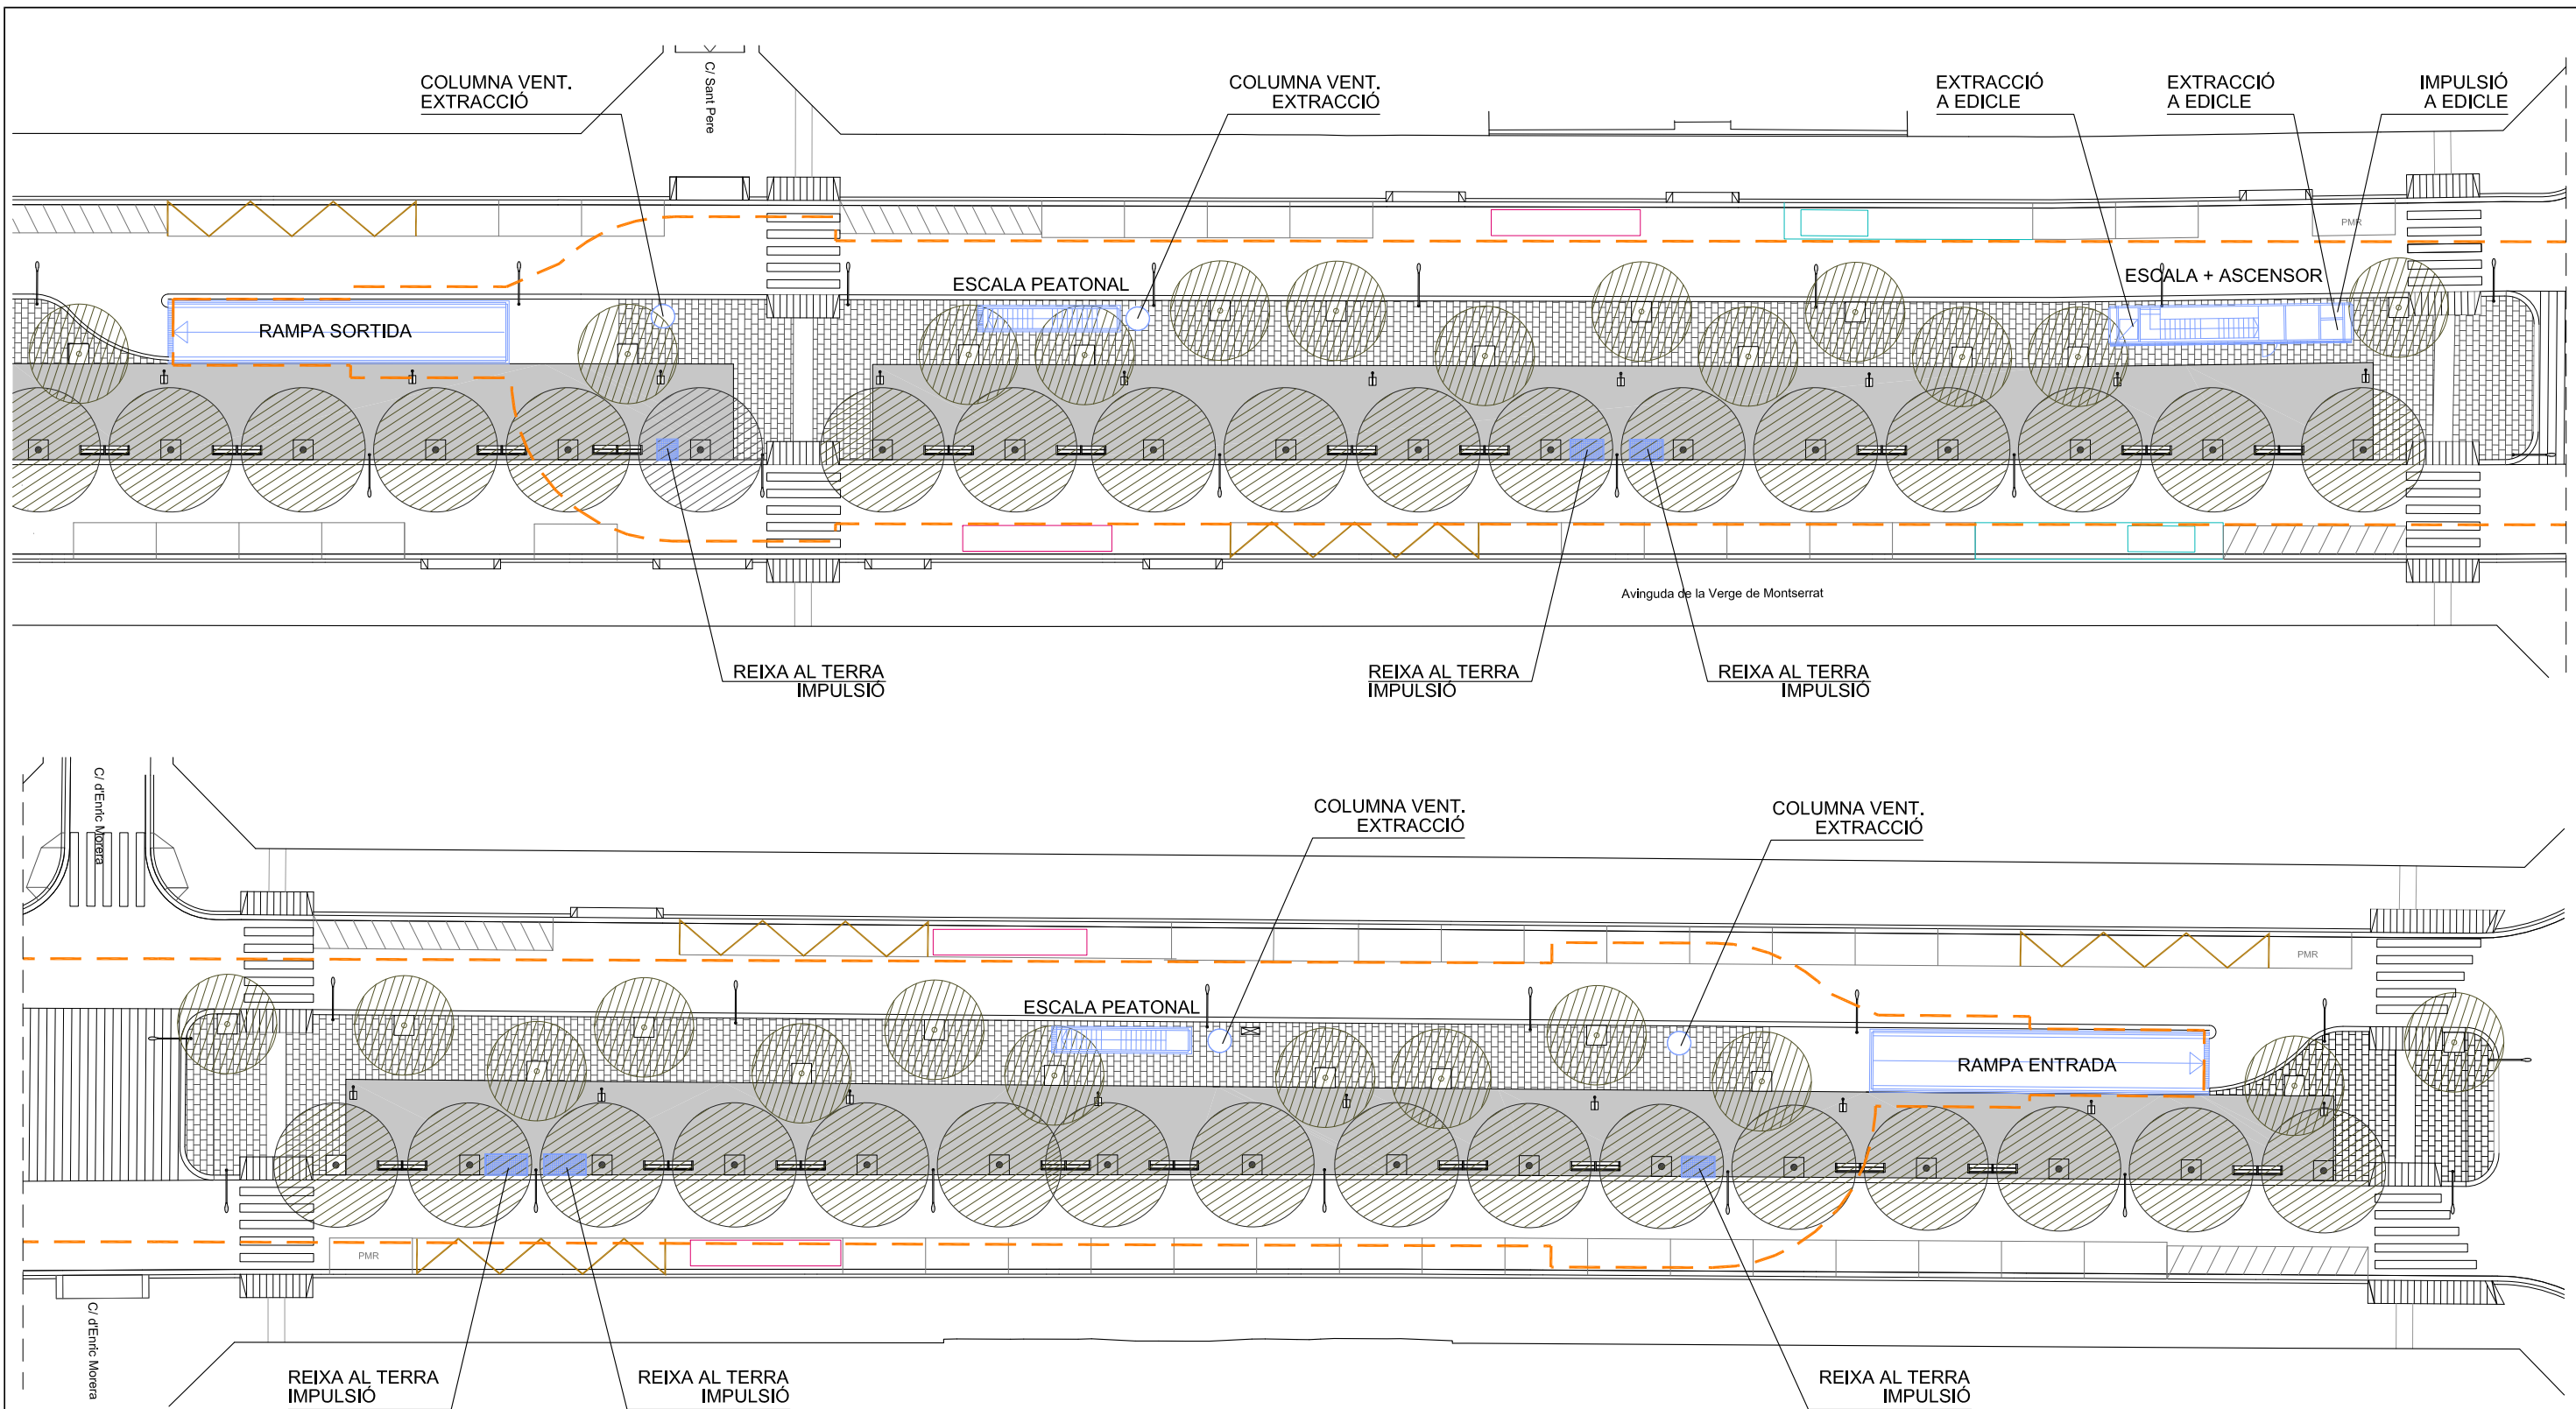 COLUMNA VENT.
EXTRACCIÓ
C/ Sant Pere
COLUMNA VENT.
EXTRACCIÓ
EXTRACCIÓ
A EDICLE
EXTRACCIÓ
A EDICLE
IMPULSIÓ
A EDICLE
PMR
ESCALA PEATONAL
ESCALA + ASCENSOR
RAMPA SORTIDA
Avinguda de la Verge de Montserrat
REIXA AL TERRA
IMPULSIÓ
REIXA AL TERRA
IMPULSIÓ
REIXA AL TERRA
IMPULSIÓ
C/ d'Enric Morera
COLUMNA VENT.
EXTRACCIÓ
COLUMNA VENT.
EXTRACCIÓ
PMR
ESCALA PEATONAL
RAMPA ENTRADA
PMR
C/ d'Enric Morera
REIXA AL TERRA
IMPULSIÓ
REIXA AL TERRA
IMPULSIÓ
REIXA AL TERRA
IMPULSIÓ